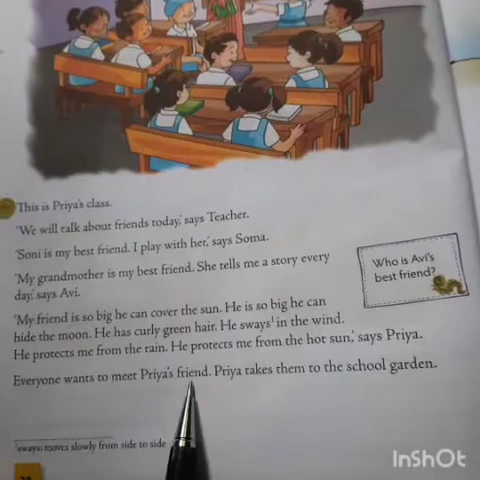 This is Priya's class.
'We will talk about friends today,' says Teacher.
'Soni is my best friend. I play with her,' says Soma.
'My grandmother is my best friend. She tells me a story every
day,' says Avi.
Who is Avi's
best friend?
'My friend is so big he can cover the sun. He is so big he can
hide the moon. He has curly green hair. He sways¹ in the wind.
He protects me from the rain. He protects me from the hot sun,' says Priya.
Everyone wants to meet Priya's friend. Priya takes them to the school garden.
¹sways: moves slowly from side to side
InShOt